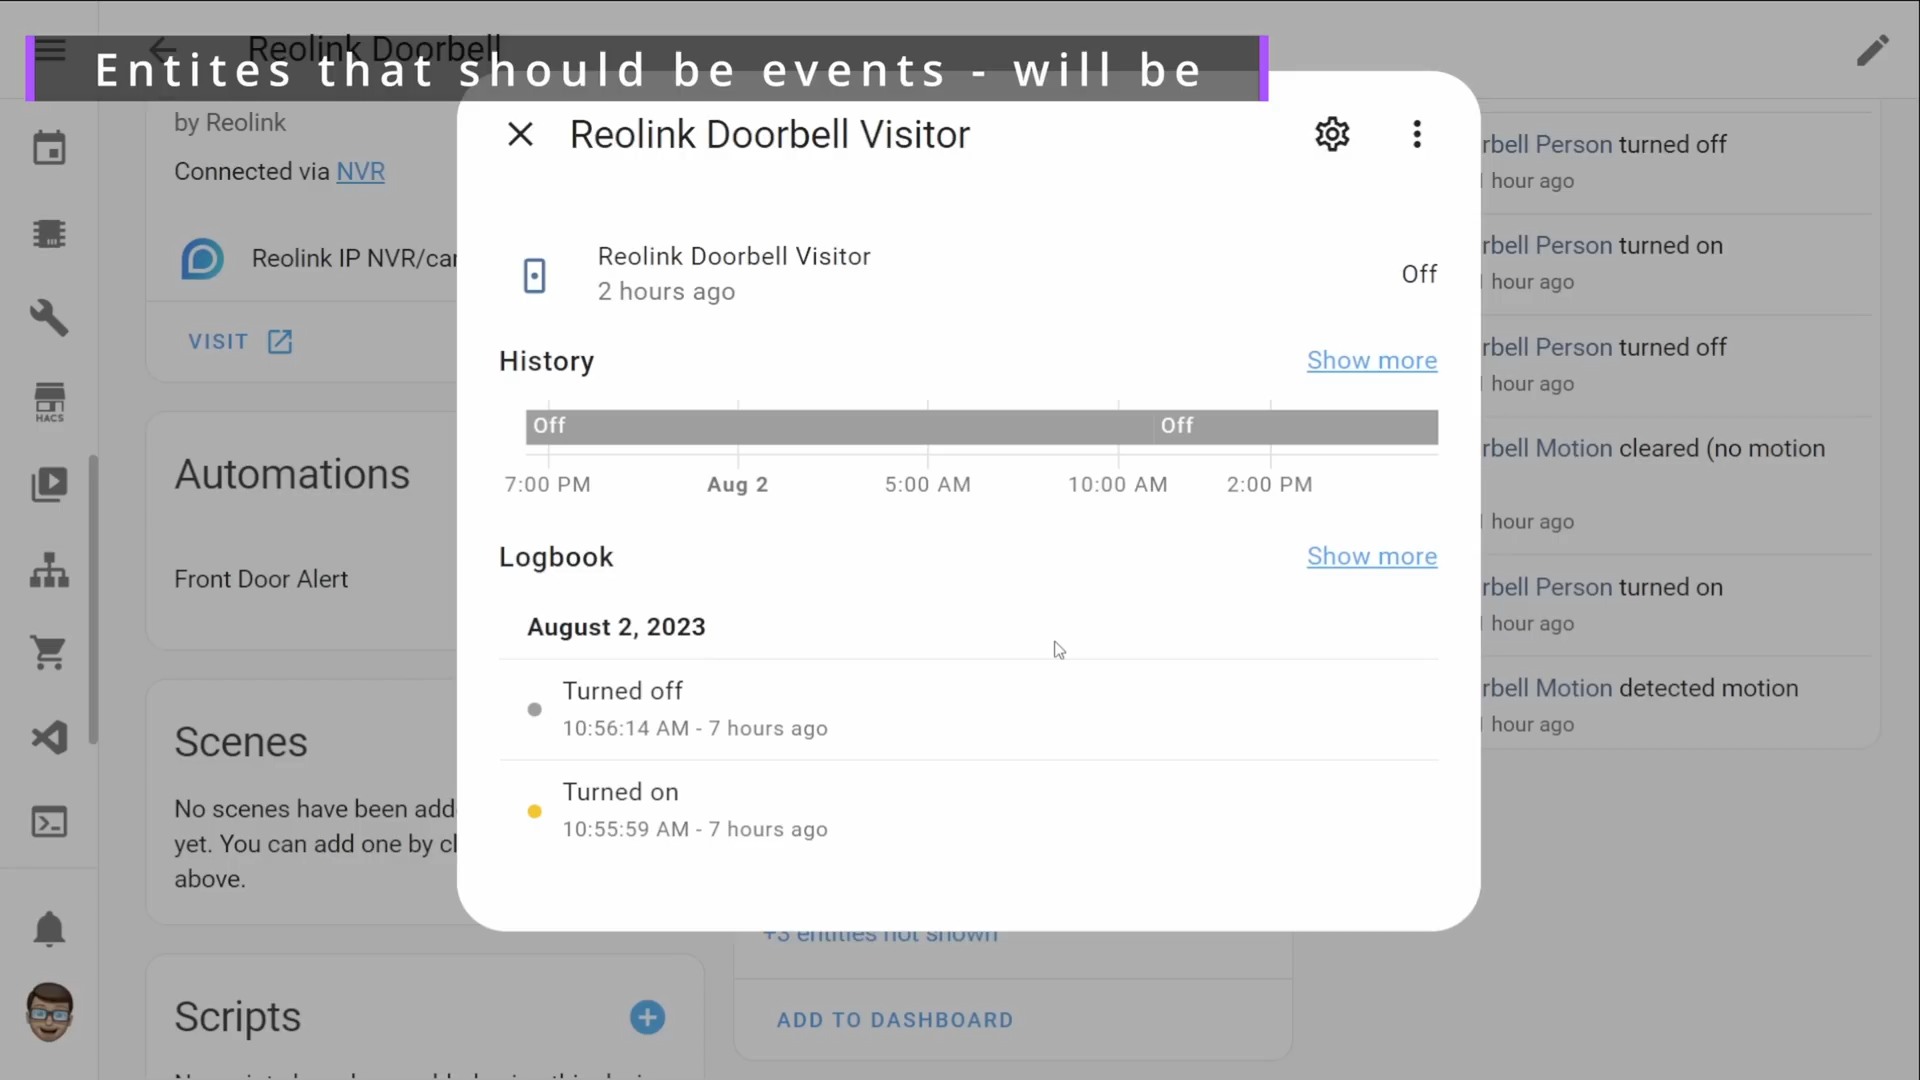 Reolink Doorbell
Entites that should be events - will be
by Reolink
Connected via NVR
Reolink IP NVR/car
VISIT
HACS
Automations
Front Door Alert
Scenes
No scenes have been add
yet. You can add one by cl
above.
Scripts
Reolink Doorbell Visitor
Reolink Doorbell Visitor
2 hours ago
Off
History
Show more
Off
Off
7:00 PM
Aug 2
5:00 AM
10:00 AM
2:00 PM
Logbook
Show more
August 2, 2023
Turned off
10:56:14 AM - 7 hours ago
Turned on
10:55:59 AM - 7 hours ago
+3 entities not shown
ADD TO DASHBOARD
rbell Person turned off
hour ago
rbell Person turned on
hour ago
rbell Person turned off
hour ago
rbell Motion cleared (no motion
hour ago
rbell Person turned on
hour ago
rbell Motion detected motion
hour ago